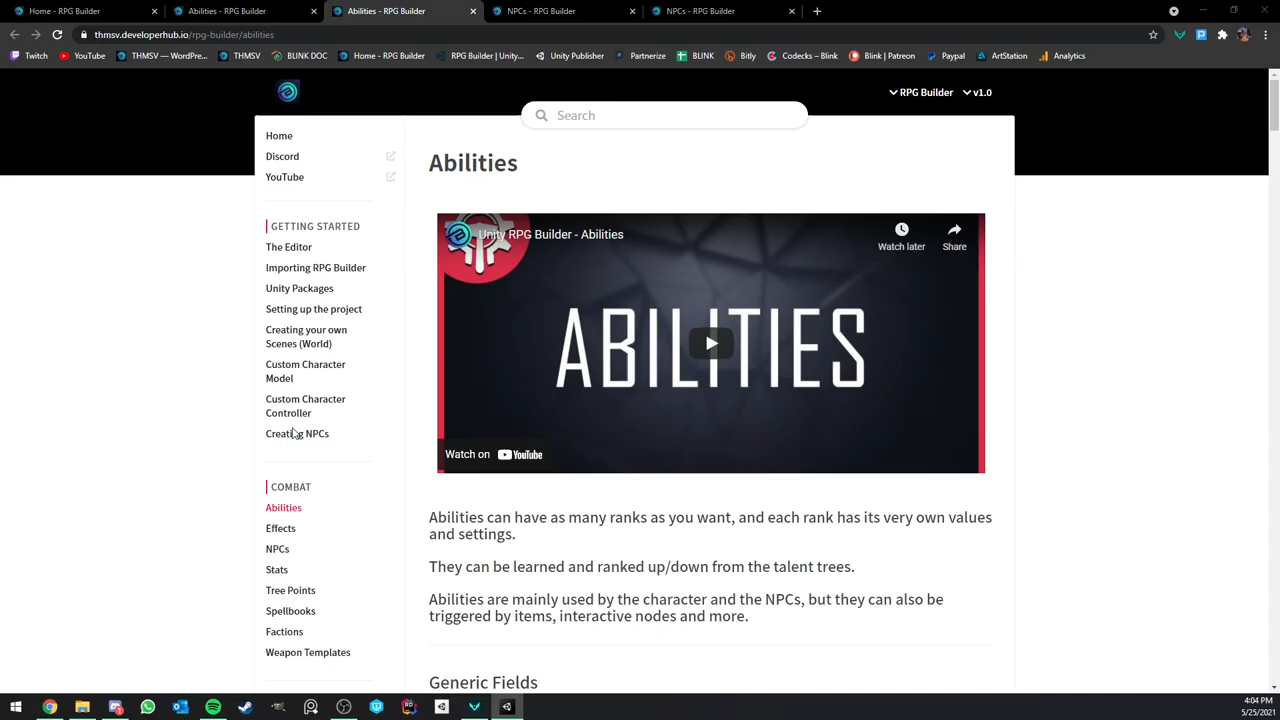 Home - RPG Builder
Abilities - RPG Builder
Abilities - RPG Builder
NPCs - RPG Builder
NPCs - RPG Builder
thmsv.developerhub.io/rpg-builder/abilities
Twitch
YouTube
THMSV — WordPre...
THMSV
BLINK DOC
Home - RPG Builder
RPG Builder | Unity...
Unity Publisher
Partnerize
BLINK
Bitly
Codecks – Blink
Blink | Patreon
Paypal
ArtStation
Analytics
RPG Builder
v1.0
Search
Home
Discord
YouTube
GETTING STARTED
The Editor
Importing RPG Builder
Unity Packages
Setting up the project
Creating your own
Scenes (World)
Custom Character
Model
Custom Character
Controller
Creating NPCs
COMBAT
Abilities
Effects
NPCs
Stats
Tree Points
Spellbooks
Factions
Weapon Templates
Abilities
Unity RPG Builder - Abilities
Watch later
Share
ABILITIES
Watch on YouTube
Abilities can have as many ranks as you want, and each rank has its very own values
and settings.
They can be learned and ranked up/down from the talent trees.
Abilities are mainly used by the character and the NPCs, but they can also be
triggered by items, interactive nodes and more.
Generic Fields
4:04 PM
5/25/2021